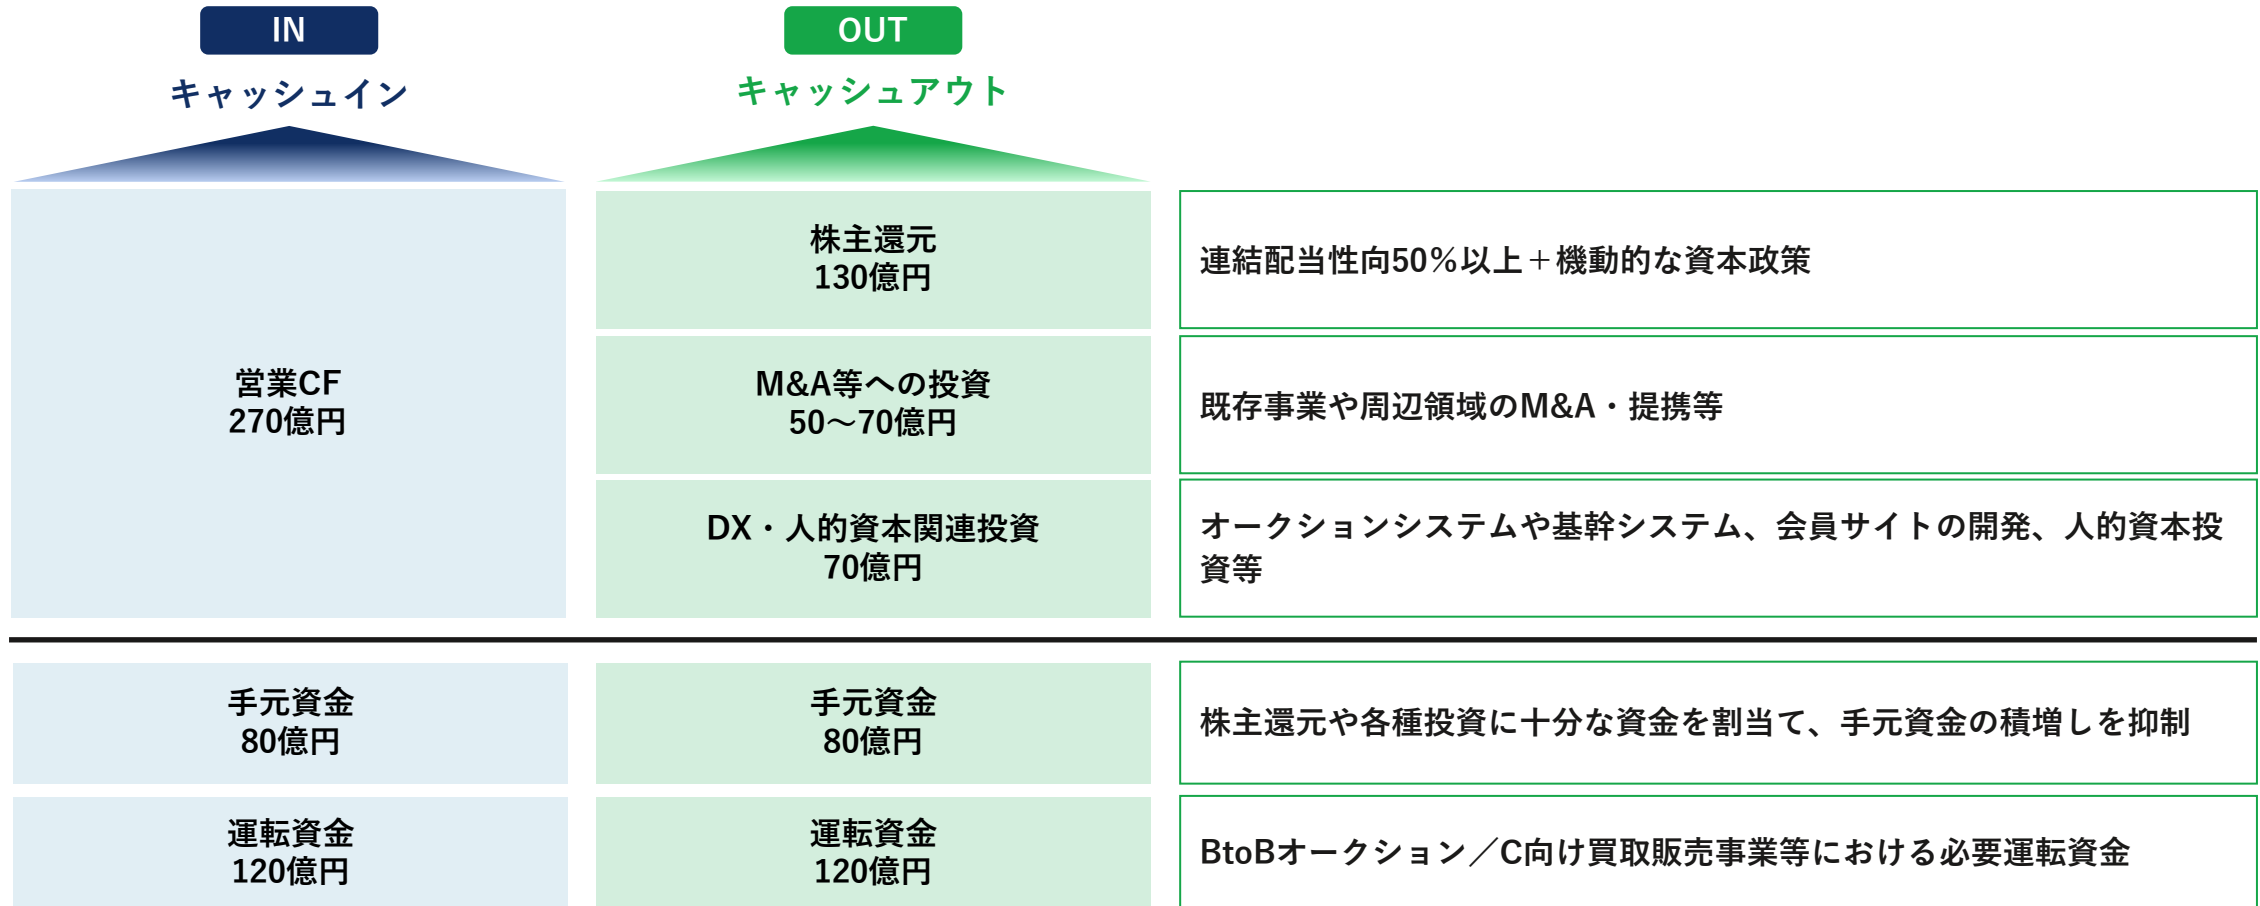 IN
キャッシュイン
OUT
キャッシュアウト
営業CF
270億円
株主還元
130億円
連結配当性向50％以上＋機動的な資本政策
M&A等への投資
50～70億円
既存事業や周辺領域のM&A・提携等
DX・人的資本関連投資
70億円
オークションシステムや基幹システム、会員サイトの開発、人的資本投
資等
手元資金
80億円
手元資金
80億円
株主還元や各種投資に十分な資金を割当て、手元資金の積増しを抑制
運転資金
120億円
運転資金
120億円
BtoBオークション／C向け買取販売事業等における必要運転資金